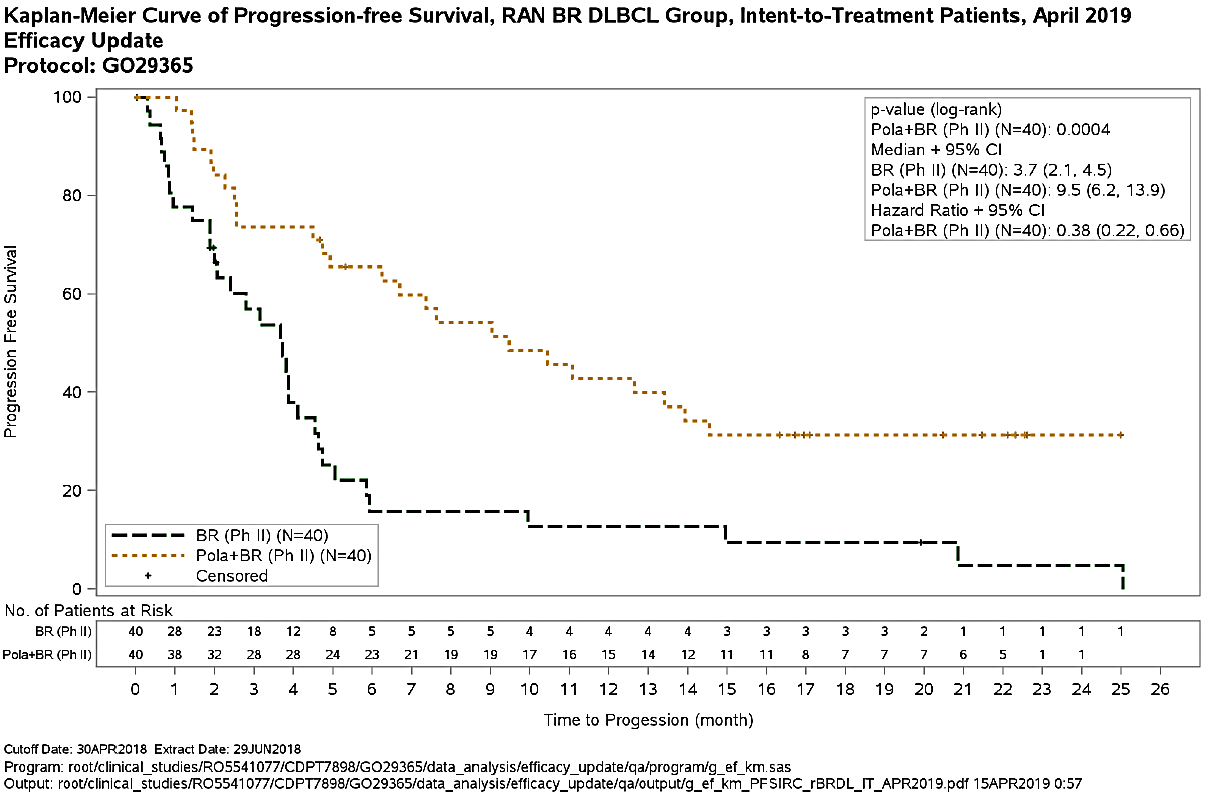 Kaplan-Meier Curve of Progression-free Survival, RAN BR DLBCL Group, Intent-to-Treatment Patients, April 2019
Efficacy Update
Protocol: GO29365
p-value (log-rank)
Pola+BR (Ph II) (N=40): 0.0004
Median + 95% CI
BR (Ph II) (N=40): 3.7 (2.1, 4.5)
Pola+BR (Ph II) (N=40): 9.5 (6.2, 13.9)
Hazard Ratio + 95% CI
Pola+BR (Ph II) (N=40): 0.38 (0.22, 0.66)
Progression Free Survival
100
80
60
40
20
0
BR (Ph II) (N=40)
Pola+BR (Ph II) (N=40)
+ Censored
No. of Patients at Risk
BR (Ph II) 40 28 23 18 12 8 5 5 5 5 4 4 4 4 4 3 3 3 3 3 2 1 1 1 1 1
Pola+BR (Ph II) 40 38 32 28 28 24 23 21 19 19 17 16 15 14 12 11 11 8 7 7 7 6 5 1 1
0 1 2 3 4 5 6 7 8 9 10 11 12 13 14 15 16 17 18 19 20 21 22 23 24 25 26
Time to Progession (month)
Cutoff Date: 30APR2018 Extract Date: 29JUN2018
Program: root/clinical_studies/RO5541077/CDPT7898/GO29365/data_analysis/efficacy_update/qa/program/g_ef_km.sas
Output: root/clinical_studies/RO5541077/CDPT7898/GO29365/data_analysis/efficacy_update/qa/output/g_ef_km_PFSIRC_rBRDL_IT_APR2019.pdf 15APR2019 0:57